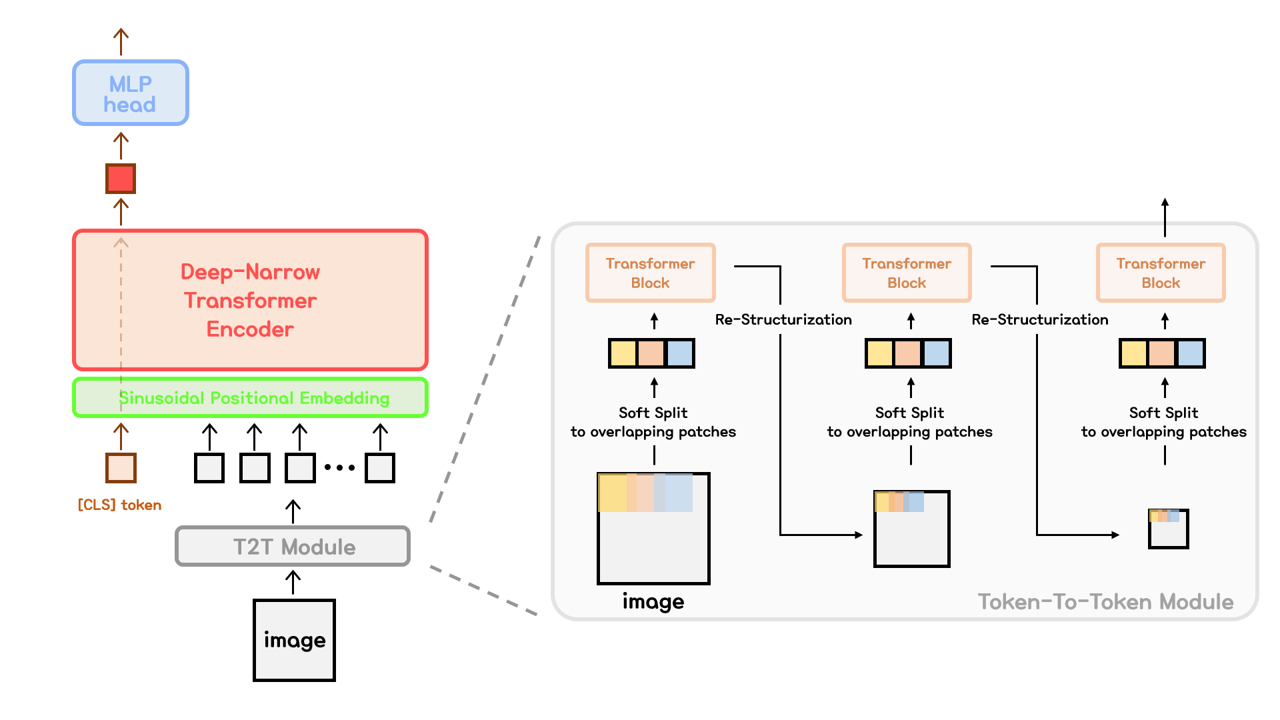 MLP
head
Deep-Narrow
Transformer
Encoder
Sinusoidal Positional Embedding
[CLS] token
T2T Module
image
Transformer
Block
Re-Structurization
Soft Split
to overlapping patches
image
Transformer
Block
Re-Structurization
Soft Split
to overlapping patches
Transformer
Block
Soft Split
to overlapping patches
Token-To-Token Module